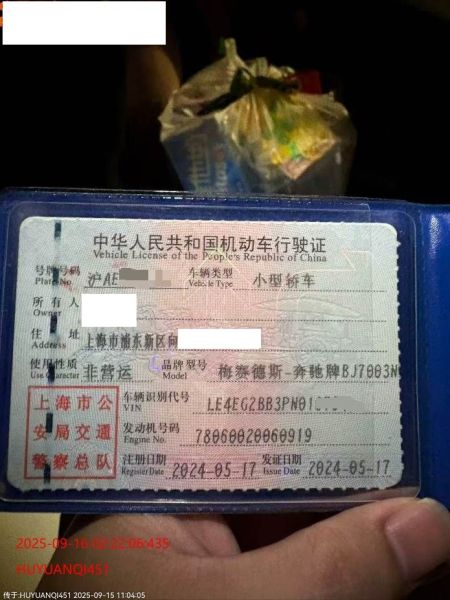 中华人民共和国机动车行驶证
Vehicle License of the People's Republic of China
号牌号码 沪AE 车辆类型 小型轿车
Plate No. Vehicle Type
所有人
Owner
住址 上海市浦东新区向
Address
使用性质 非营运 品牌型号 梅赛德斯-奔驰牌BJ7003N
Use Character Model
上海市公
安局交通
警察总队
车辆识别代号 LE4EG2BB3PN01
VIN
发动机号码 78060020060919
Engine No.
注册日期 2024-05-17 发证日期 2024-05-17
Register Date Issue Date
2025-09-16 02:22:06:435
HUYUANQI451
传于:HUYUANQI451 2025-09-15 11:04:05